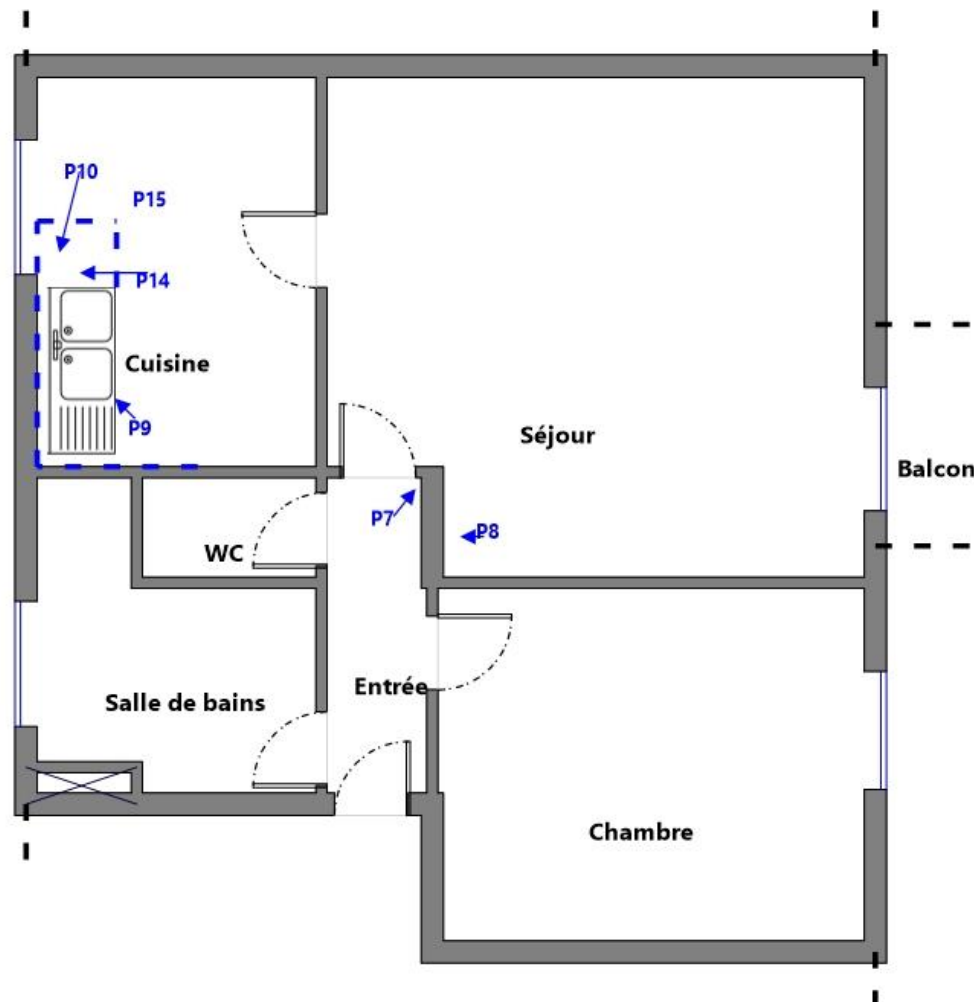 P10
P15
P14
Cuisine
P9
Séjour
Balcon
P7
P8
WC
Entrée
Salle de bains
Chambre